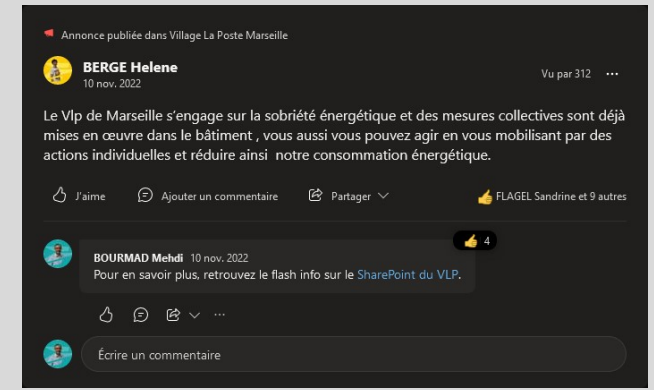 Annonce publiée dans Village La Poste Marseille
BERGE Helene
10 nov. 2022
Vu par 312
Le Vlp de Marseille s'engage sur la sobriété énergétique et des mesures collectives sont déjà
mises en œuvre dans le bâtiment , vous aussi vous pouvez agir en vous mobilisant par des
actions individuelles et réduire ainsi notre consommation énergétique.
J'aime Ajouter un commentaire Partager FLAGEL Sandrine et 9 autres
4
BOURMAD Mehdi 10 nov. 2022
Pour en savoir plus, retrouvez le flash info sur le SharePoint du VLP.
Écrire un commentaire